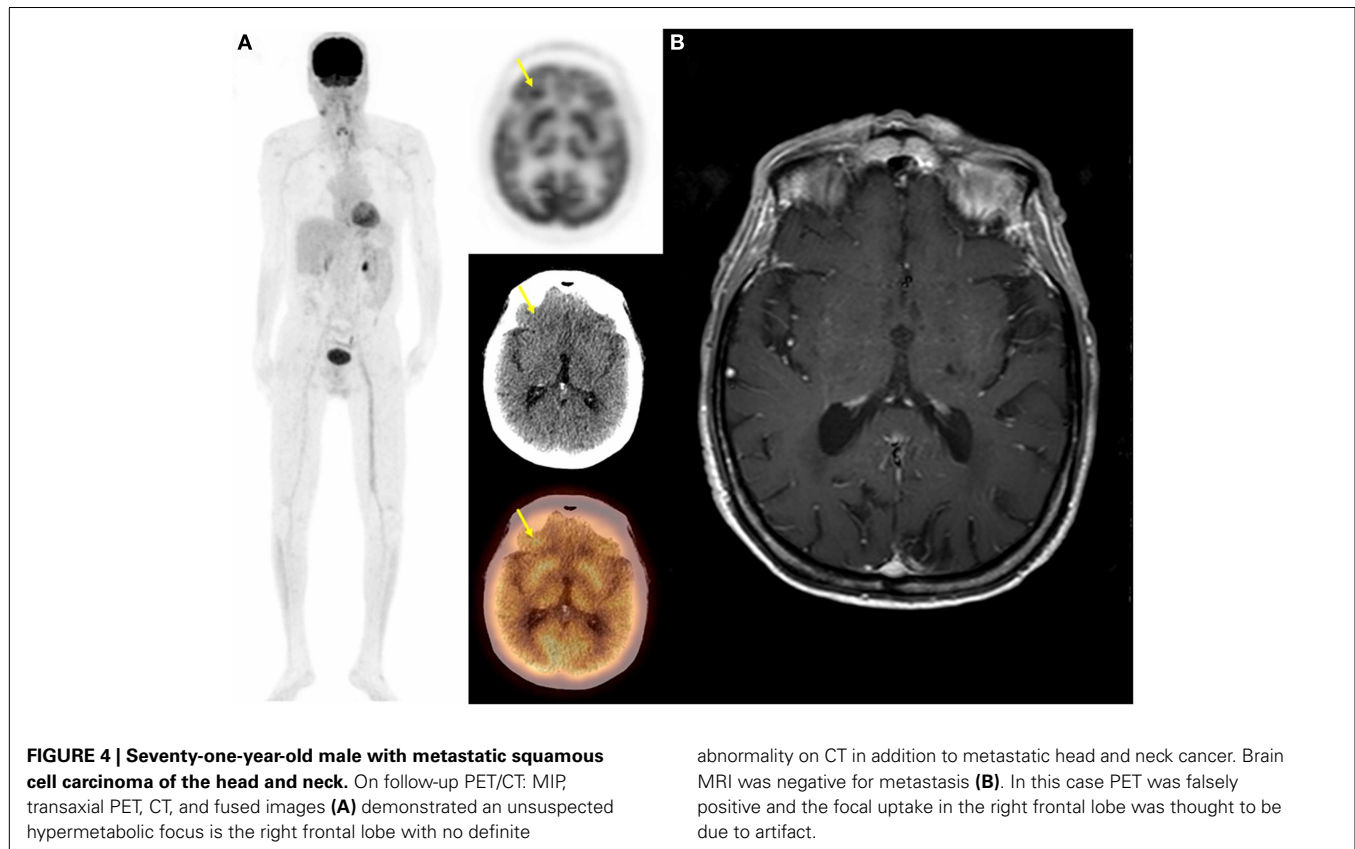 A
B
FIGURE 4 | Seventy-one-year-old male with metastatic squamous
cell carcinoma of the head and neck. On follow-up PET/CT: MIP,
transaxial PET, CT, and fused images (A) demonstrated an unsuspected
hypermetabolic focus is the right frontal lobe with no definite
abnormality on CT in addition to metastatic head and neck cancer. Brain
MRI was negative for metastasis (B). In this case PET was falsely
positive and the focal uptake in the right frontal lobe was thought to be
due to artifact.